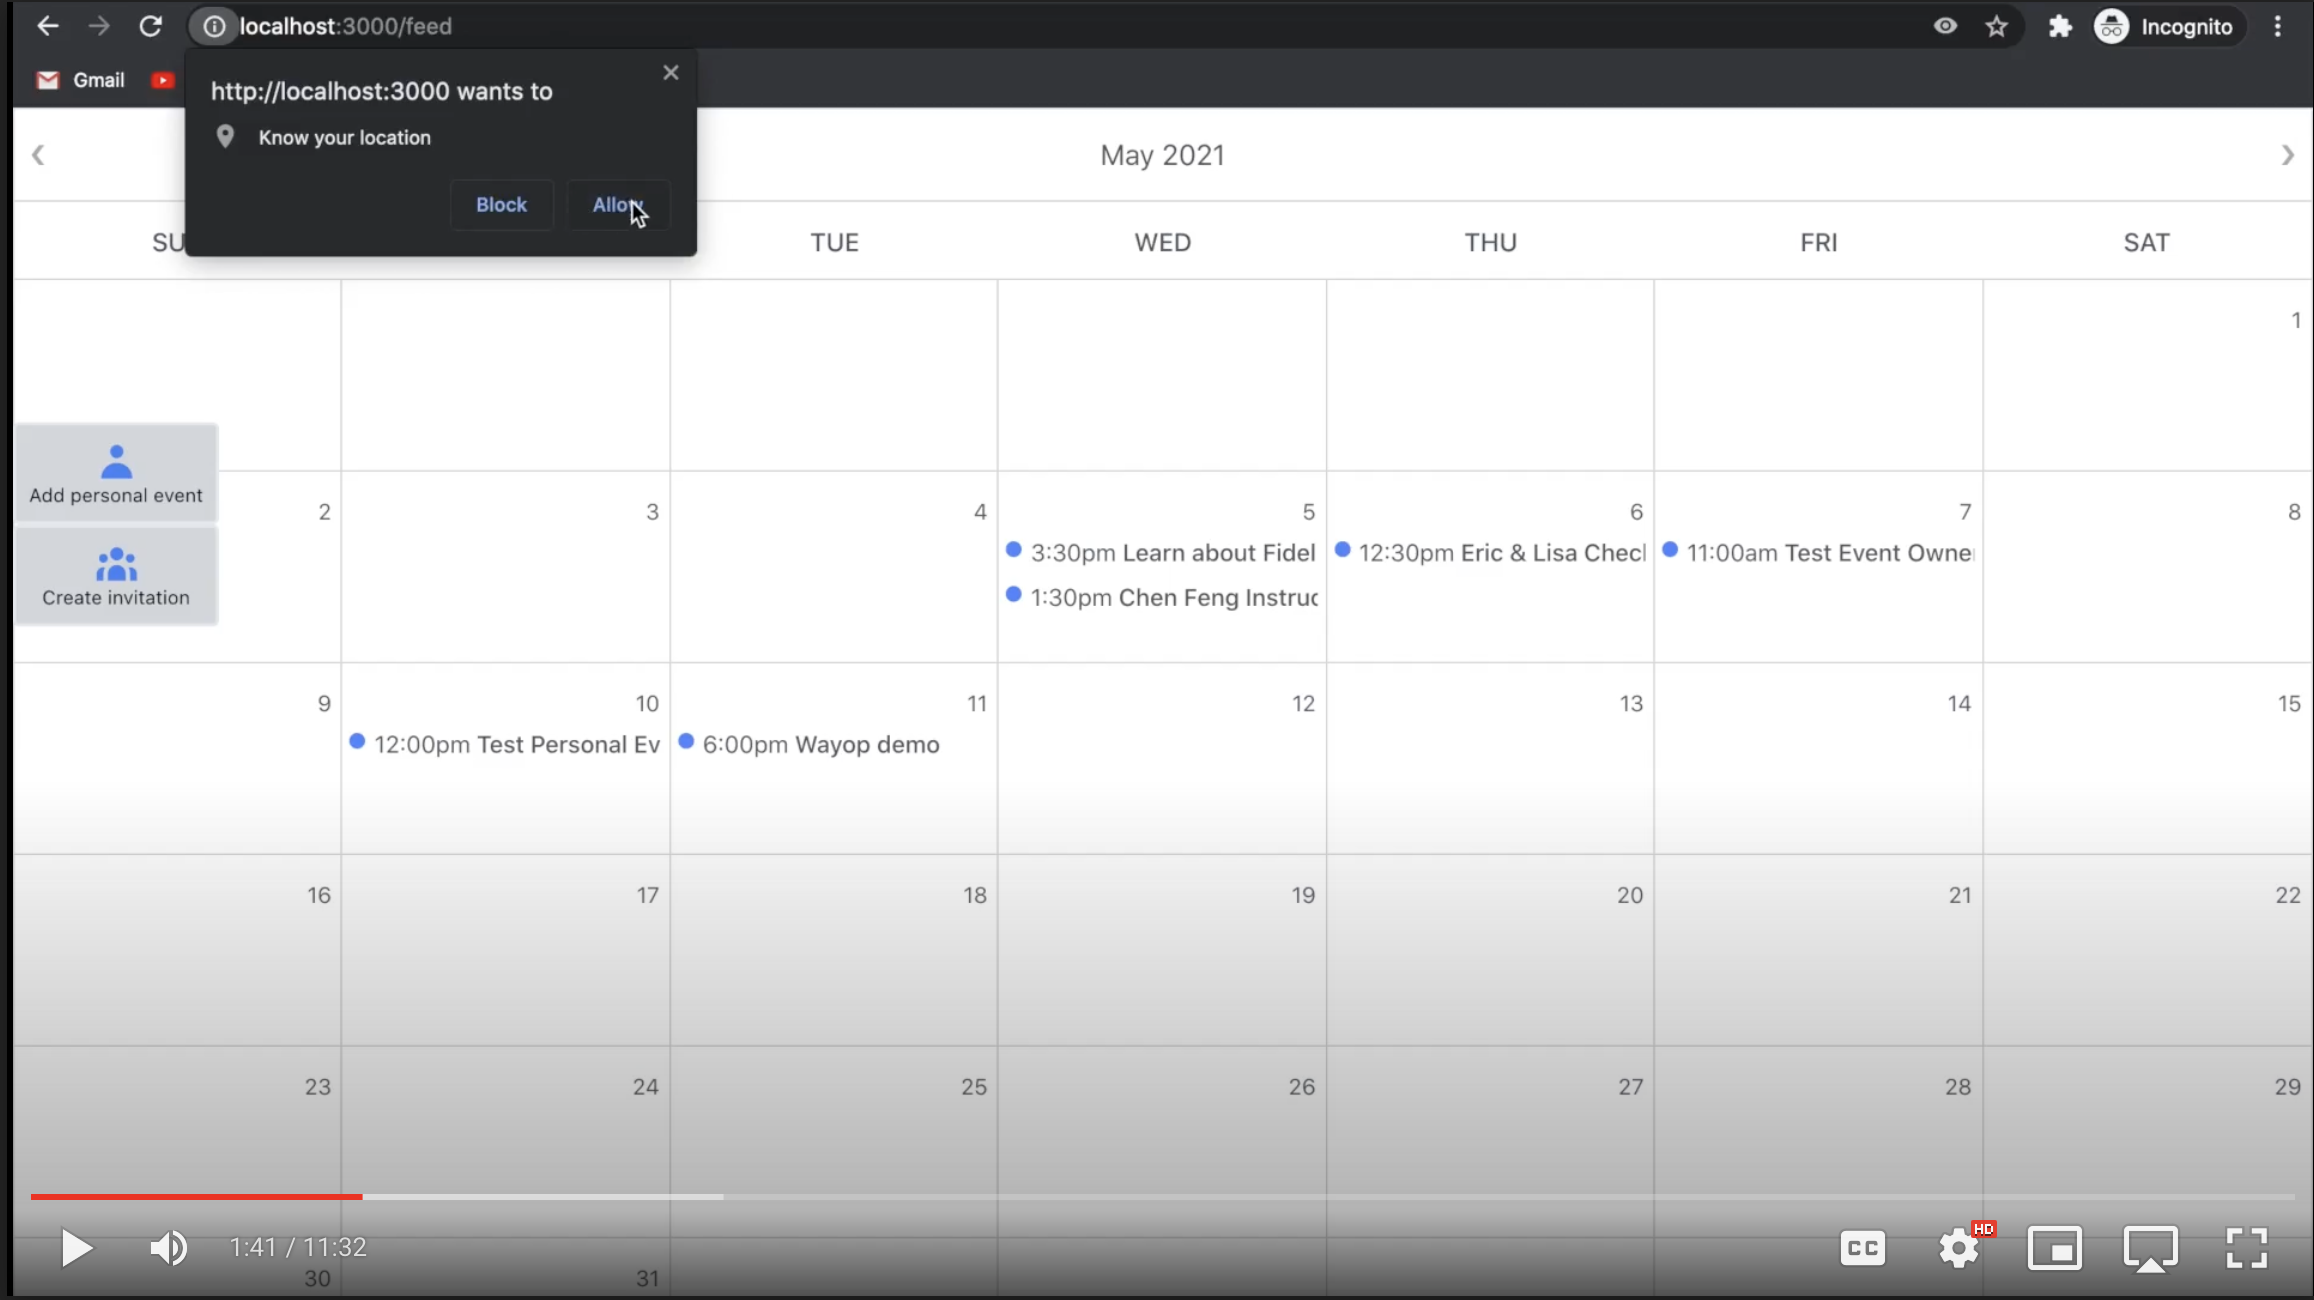 localhost:3000/feed
Incognito
Gmail
http://localhost:3000 wants to
Know your location
Block Allow
May 2021
SU TUE WED THU FRI SAT
1
Add personal event
2 3 4 5 6 7 8
3:30pm Learn about Fidel 12:30pm Eric & Lisa Chec 11:00am Test Event Owne
1:30pm Chen Feng Instruc
Create invitation
9 10 11 12 13 14 15
12:00pm Test Personal Ev 6:00pm Wayop demo
16 17 18 19 20 21 22
23 24 25 26 27 28 29
1:41 / 11:32
CC HD
30 31